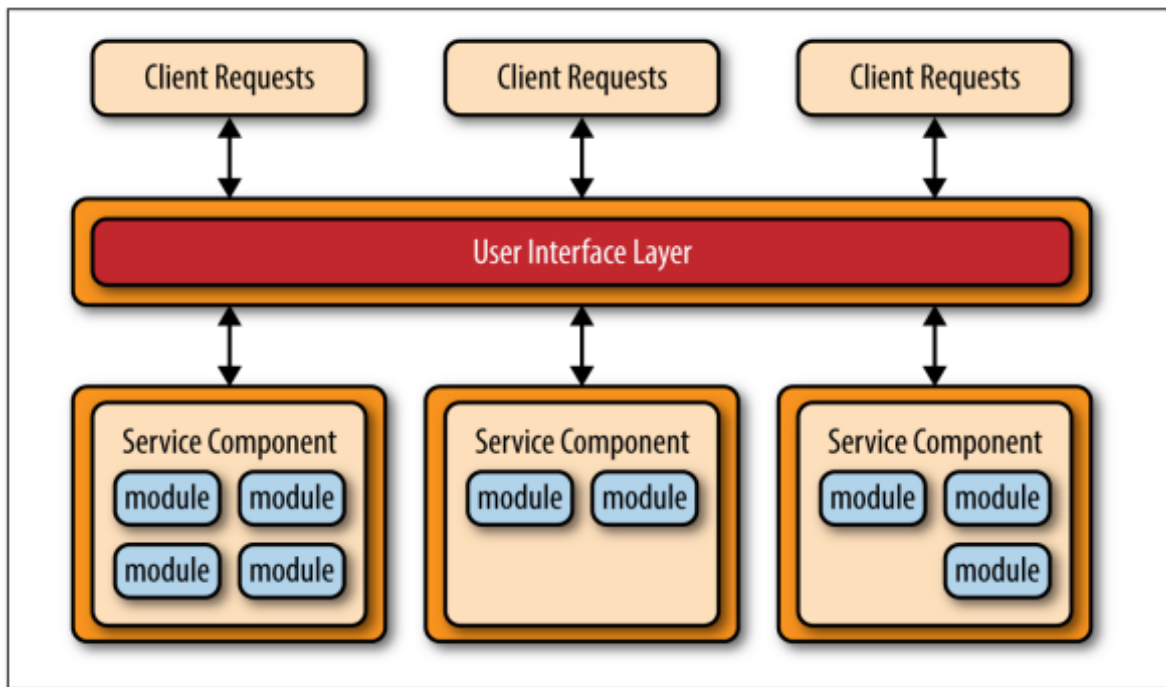 Client Requests
Client Requests
Client Requests
User Interface Layer
Service Component
module module
module module
Service Component
module module
Service Component
module module
module